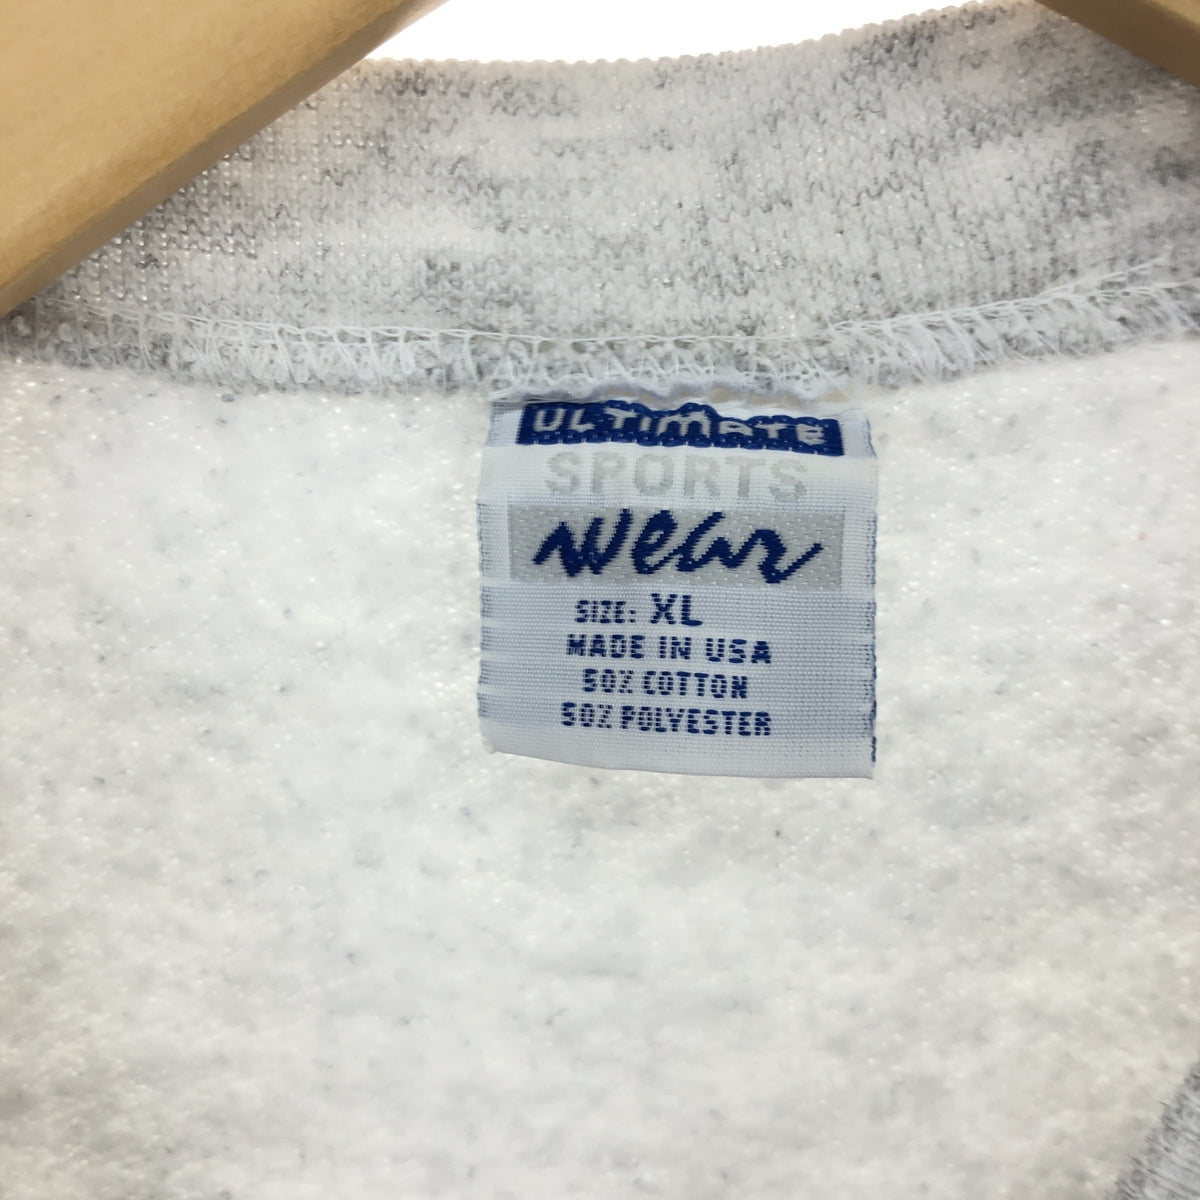 ULTIMATE
SPORTS
wear
SIZE: XL
MADE IN USA
50% COTTON
50% POLYESTER